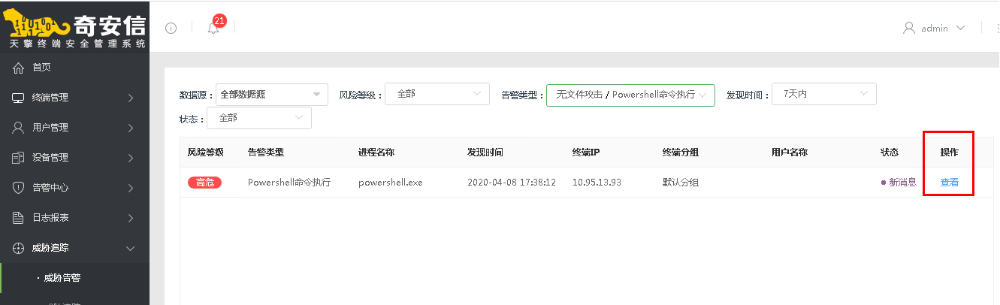 奇安信
天擎终端安全管理系统
21
admin
首页
终端管理
用户管理
设备管理
告警中心
日志报表
威胁追踪
· 威胁告警
数据源： 全部数据源 风险等级： 全部 告警类型： 无文件攻击 / Powershell命令执行 发现时间： 7天内
状态： 全部
风险等级 告警类型 进程名称 发现时间 终端IP 终端分组 用户名称 状态 操作
高危 Powershell命令执行 powershell.exe 2020-04-08 17:38:12 10.95.13.93 默认分组 新消息 查看